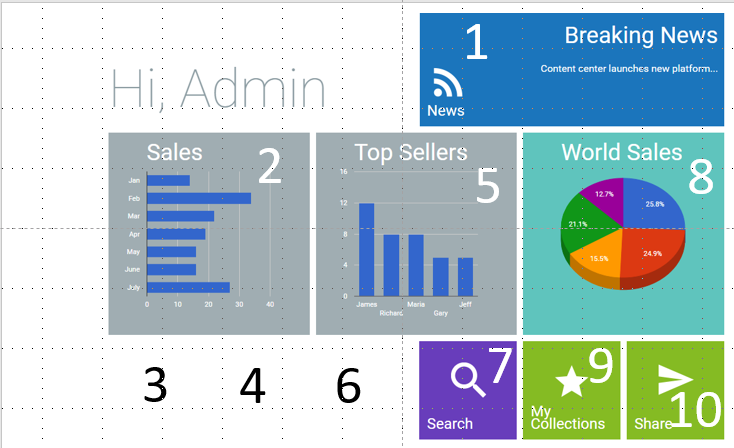 1
Breaking News
Content center launches new platform...
News
Hi, Admin
Sales
2
Jan
Feb
Mar
Apr
May
June
July
0 10 20 30 40
Top Sellers
5
16
12
8
4
0
James Maria Jeff
Richard Gary
World Sales
8
12.7%
25.8%
21.1%
15.5%
24.9%
3
4
6
7
Search
9
My
Collections
10
Share